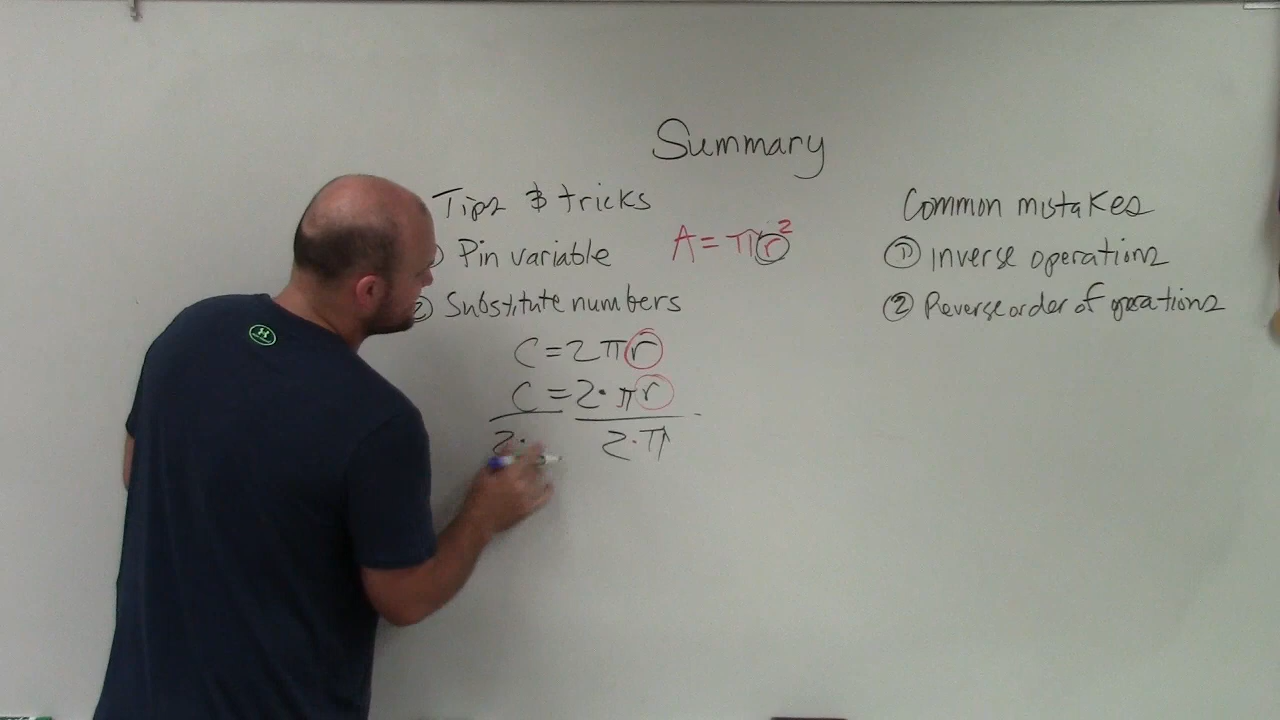 Summary
Tips & tricks
) Pin variable
A = πr²
② Substitute numbers
C = 2πr
C = 2·πr
2· 2·π
Common mistakes
① Inverse operations
② Reverse order of operations